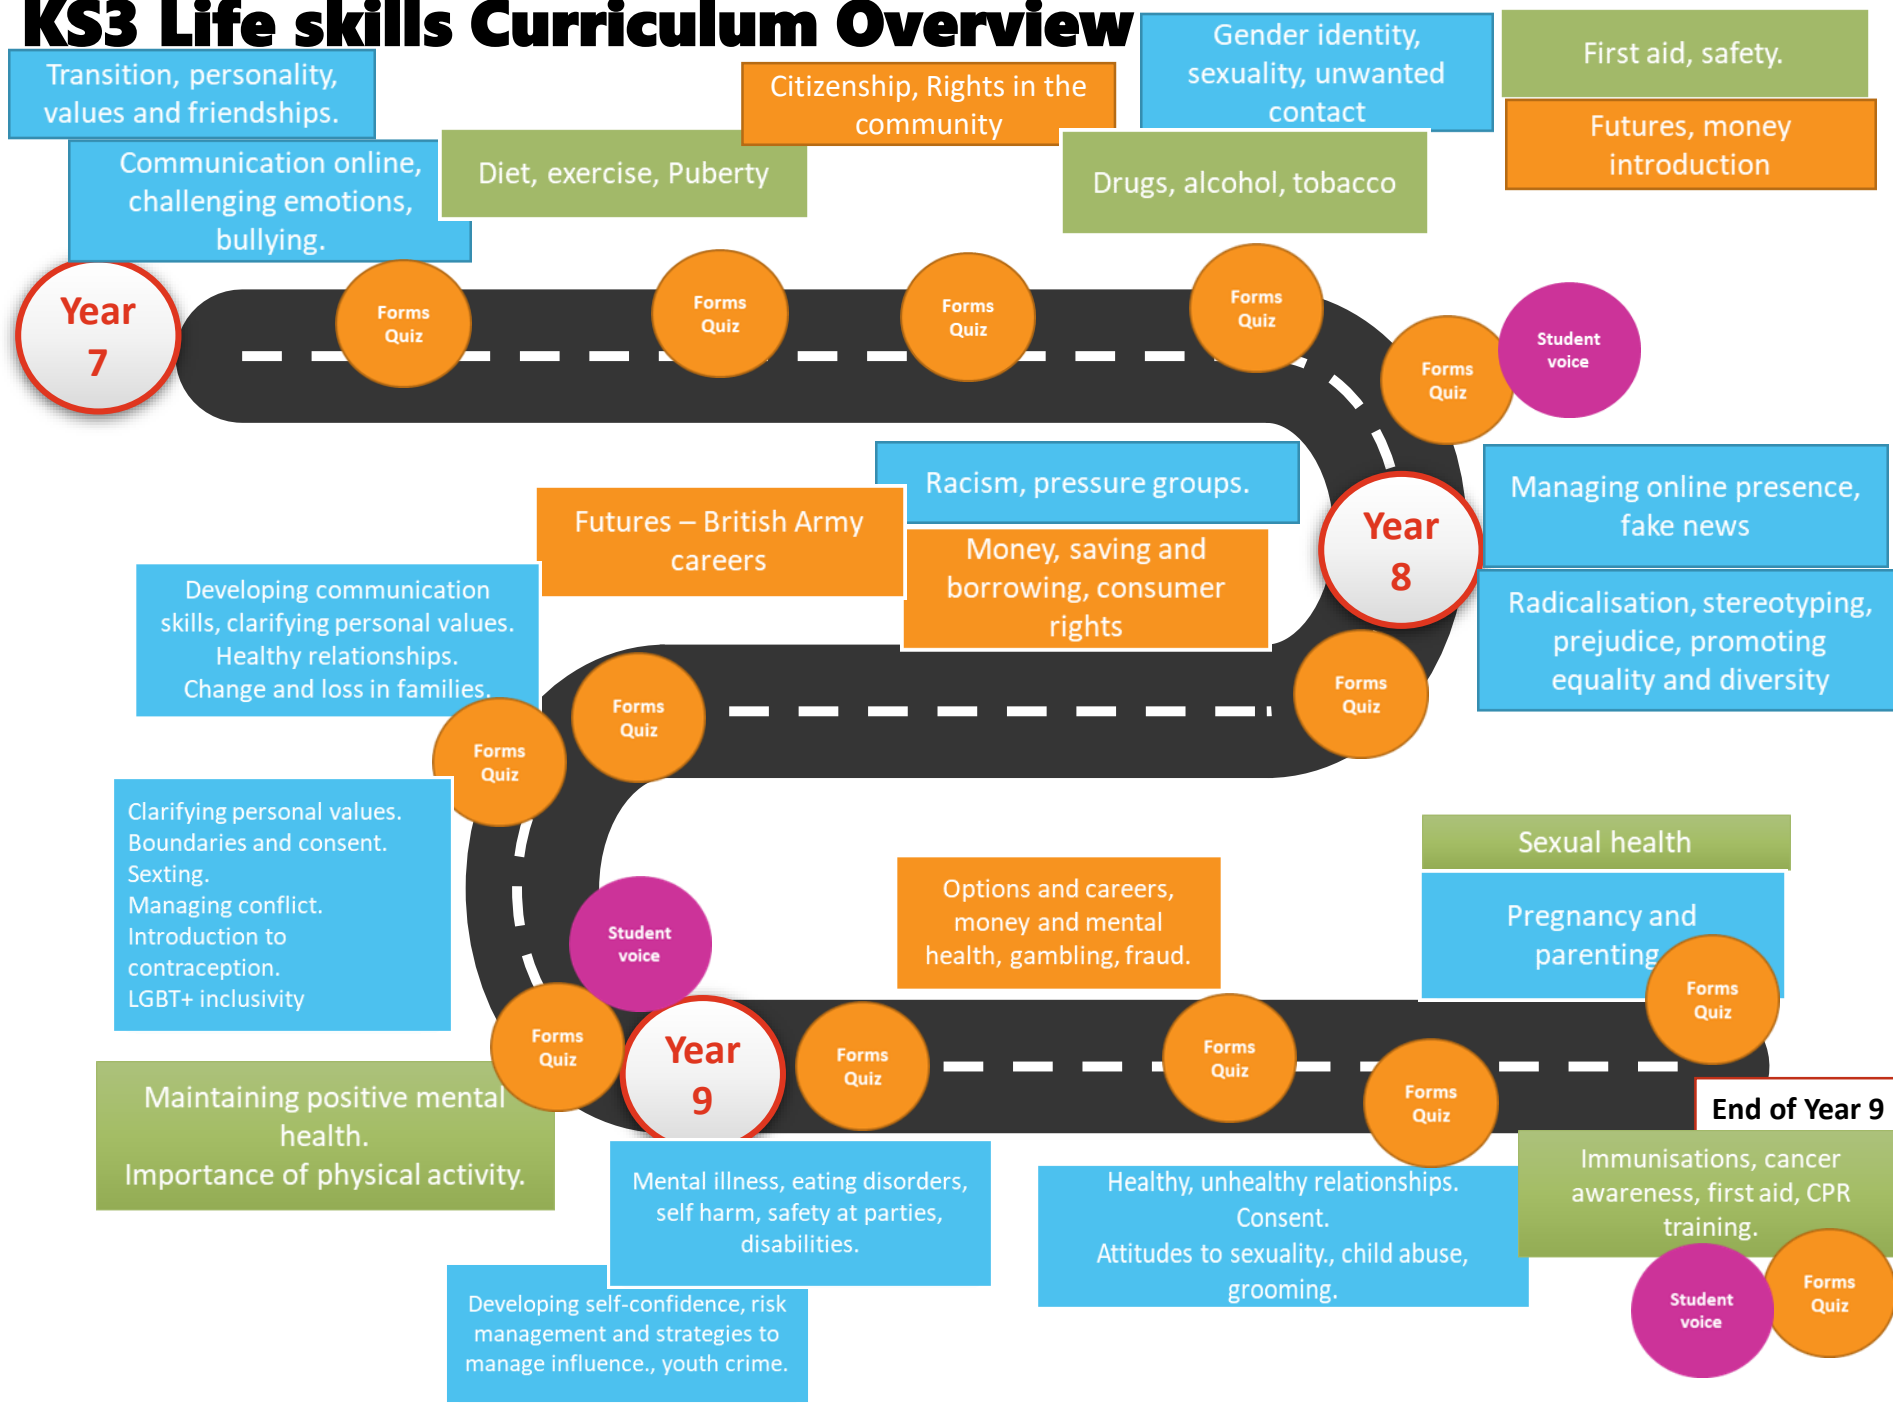 KS3 Life skills Curriculum Overview
Transition, personality,
values and friendships.
Communication online,
challenging emotions,
bullying.
Diet, exercise, Puberty
Citizenship, Rights in the
community
Gender identity,
sexuality, unwanted
contact
Drugs, alcohol, tobacco
First aid, safety.
Futures, money
introduction
Year
7
Forms
Quiz
Forms
Quiz
Forms
Quiz
Forms
Quiz
Forms
Quiz
Student
voice
Year
8
Managing online presence,
fake news
Radicalisation, stereotyping,
prejudice, promoting
equality and diversity
Forms
Quiz
Racism, pressure groups.
Money, saving and
borrowing, consumer
rights
Futures – British Army
careers
Forms
Quiz
Developing communication
skills, clarifying personal values.
Healthy relationships.
Change and loss in families.
Forms
Quiz
Clarifying personal values.
Boundaries and consent.
Sexting.
Managing conflict.
Introduction to
contraception.
LGBT+ inclusivity
Student
voice
Forms
Quiz
Maintaining positive mental
health.
Importance of physical activity.
Year
9
Forms
Quiz
Mental illness, eating disorders,
self harm, safety at parties,
disabilities.
Developing self-confidence, risk
management and strategies to
manage influence., youth crime.
Options and careers,
money and mental
health, gambling, fraud.
Forms
Quiz
Healthy, unhealthy relationships.
Consent.
Attitudes to sexuality., child abuse,
grooming.
Forms
Quiz
Sexual health
Pregnancy and
parenting
Forms
Quiz
End of Year 9
Immunisations, cancer
awareness, first aid, CPR
training.
Student
voice
Forms
Quiz